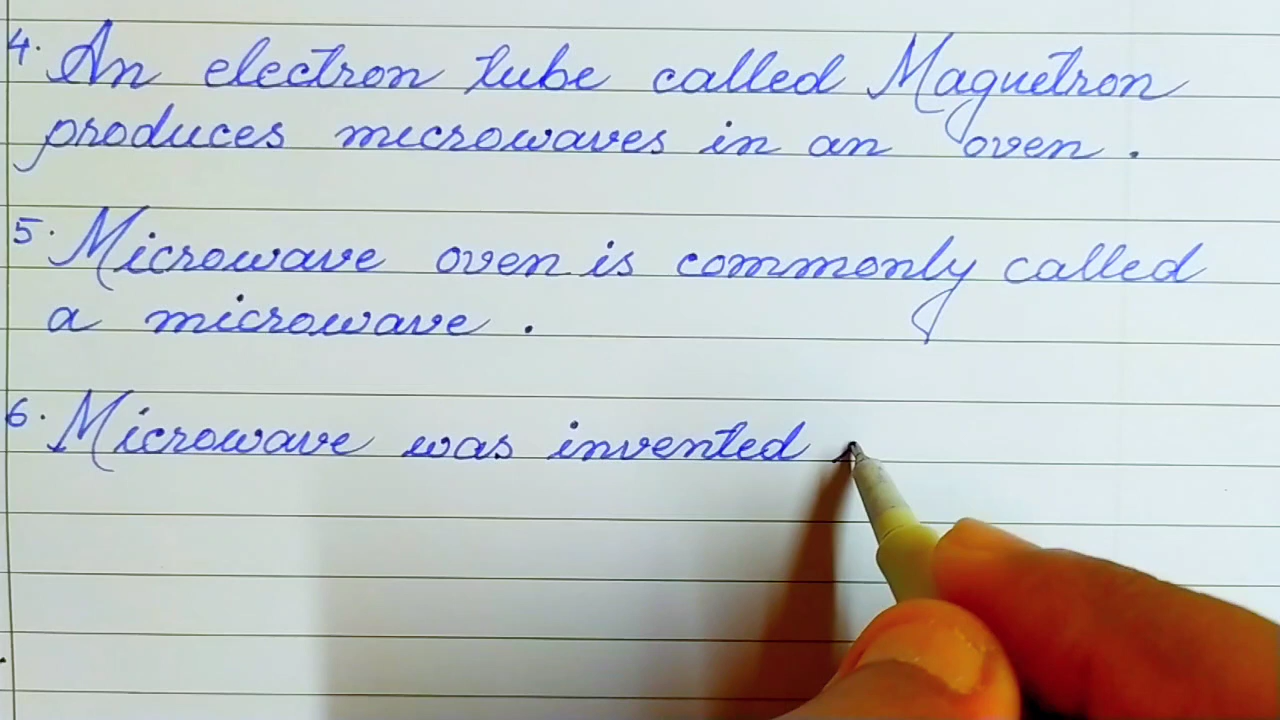 4. An electron tube called Magnetron
produces microwaves in an oven.
5. Microwave oven is commonly called
a microwave.
6. Microwave was invented